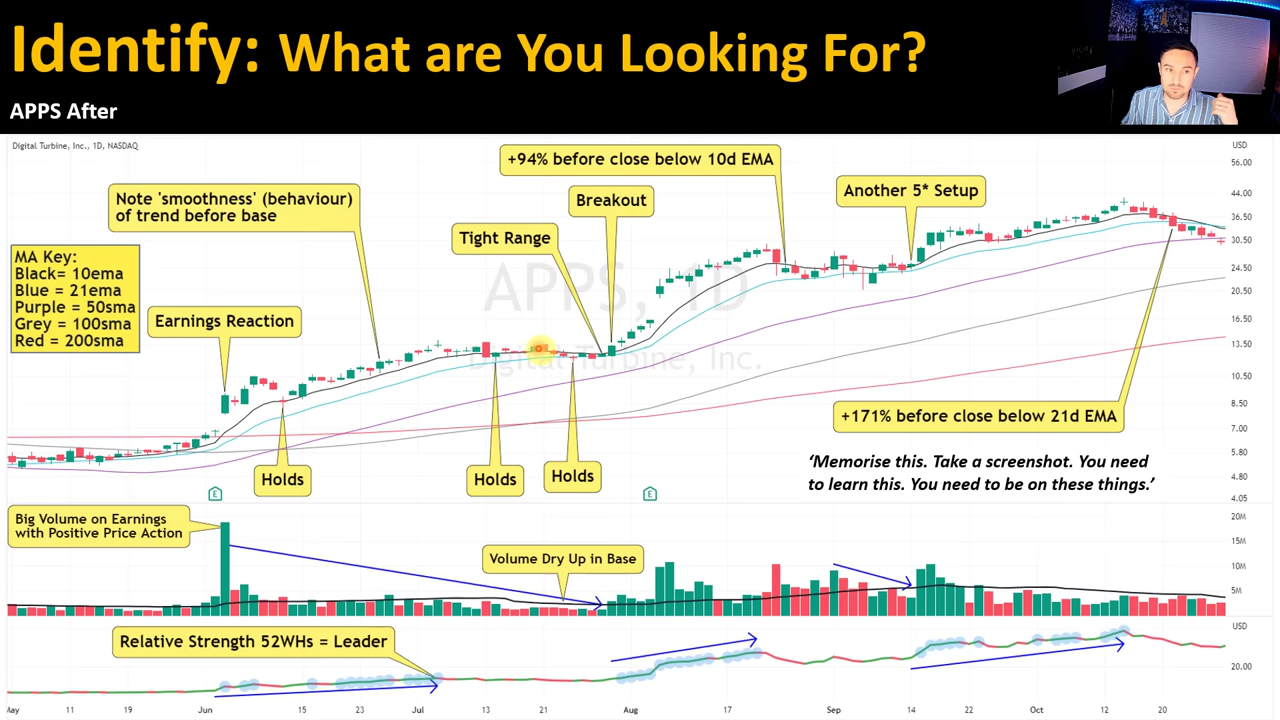 Identify: What are You Looking For?
APPS After
Digital Turbine, Inc., 1D, NASDAQ
USD
56.00
44.00
36.50
30.50
24.50
20.50
16.50
13.50
10.50
8.50
7.00
5.80
4.80
4.05
+94% before close below 10d EMA
Note 'smoothness' (behaviour)
of trend before base
Breakout
Another 5* Setup
Tight Range
MA Key:
Black= 10ema
Blue = 21ema
Purple = 50sma
Grey = 100sma
Red = 200sma
Earnings Reaction
APPS, 1D
Digital Turbine, Inc.
+171% before close below 21d EMA
Holds
Holds
Holds
‘Memorise this. Take a screenshot. You need
to learn this. You need to be on these things.’
E
E
Big Volume on Earnings
with Positive Price Action
Volume Dry Up in Base
20M
15M
10M
5M
Relative Strength 52WHs = Leader
USD
20.00
May
11
19
Jun
15
23
Jul
13
21
Aug
17
Sep
14
22
Oct
12
20